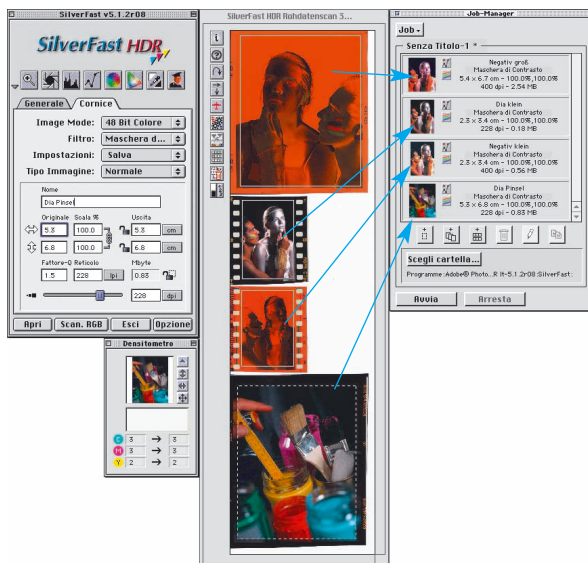 SilverFast v5.1.2r08
SilverFast HDR
Generale
Cornice
Image Mode: 48 Bit Colore
Filtro: Maschera d...
Impostazioni: Salva
Tipo Immagine: Normale
Nome
Dia Pinsel
Originale Scala % Uscita
5.3 100.0 5.3 cm
6.8 100.0 6.8 cm
Fattore-Q Reticolo Mbyte
1.5 228 lpi 0.83
228 dpi
Apri Scan. RGB Esci Opzione
Densitometro
C 3 → 3
M 3 → 3
Y 2 → 2
SilverFast HDR Rohdatenscan 3...
Job-Manager
Job
Senza Titolo-1 *
Negativ groß
Maschera di Contrasto
5.4 x 6.7 cm - 100.0%,100.0%
400 dpi - 2.54 MB
Dia klein
Maschera di Contrasto
2.3 x 3.4 cm - 100.0%,100.0%
228 dpi - 0.18 MB
Negativ klein
Maschera di Contrasto
2.3 x 3.4 cm - 100.0%,100.0%
400 dpi - 0.56 MB
Dia Pinsel
Maschera di Contrasto
5.3 x 6.8 cm - 100.0%,100.0%
228 dpi - 0.83 MB
Scegli cartella...
Programme:Adobe® Photo...R It-5.1.2r08:SilverFast:
Avvia Arresta